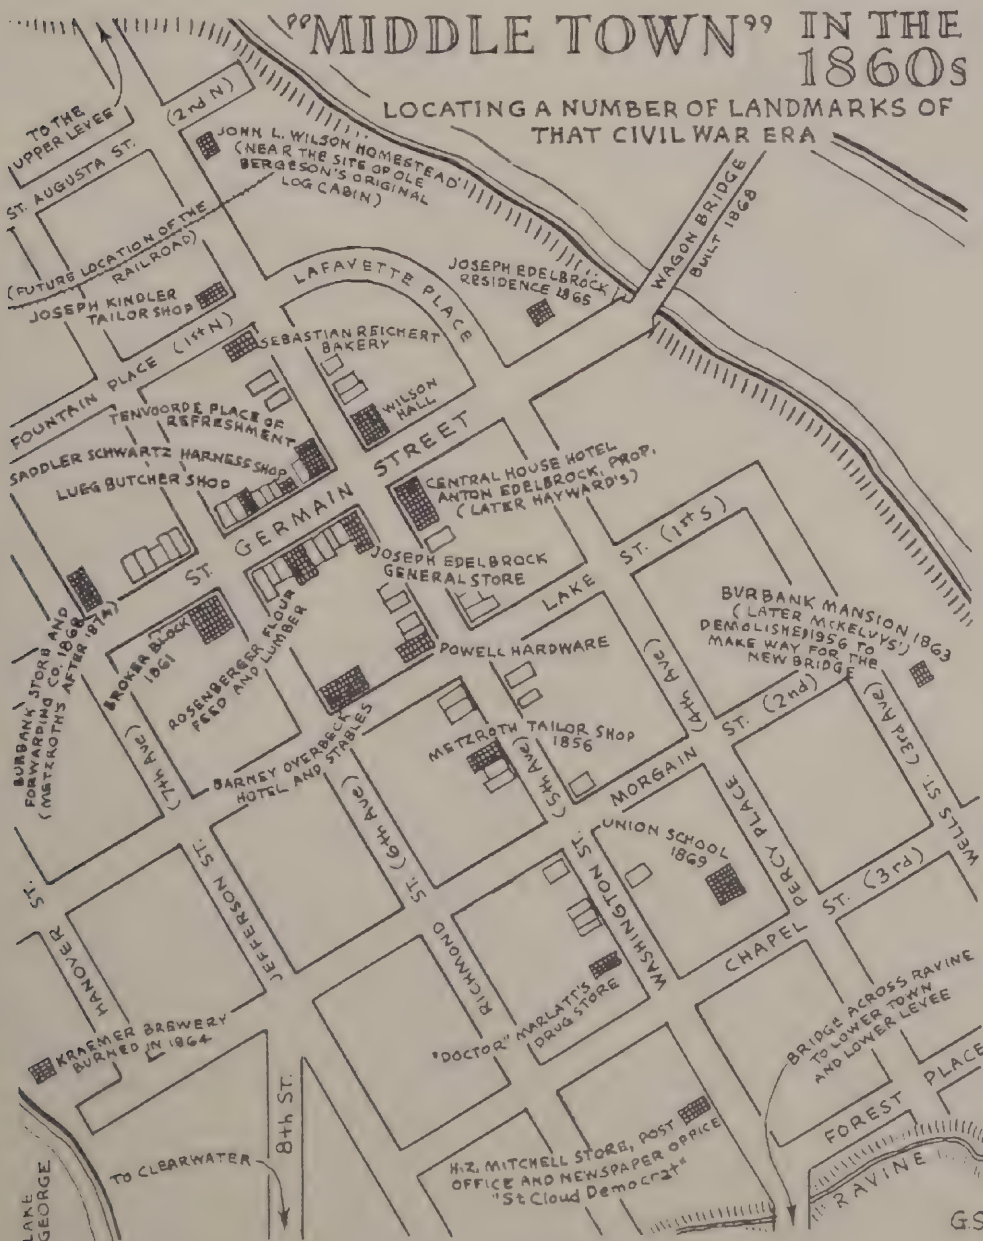 "MIDDLE TOWN" IN THE
1860s
LOCATING A NUMBER OF LANDMARKS OF
THAT CIVIL WAR ERA
TO THE
UPPER LEVEE
(2nd N)
ST. AUGUSTA ST.
JOHN L. WILSON HOMESTEAD
(NEAR THE SITE OF OLE
BERGESON'S ORIGINAL
LOG CABIN)
WAGON BRIDGE
BUILT 1868
(FUTURE LOCATION OF THE
RAILROAD)
JOSEPH KINDLER
TAILOR SHOP
LAFAYETTE PLACE
JOSEPH EDELBROCK
RESIDENCE 1865
FOUNTAIN PLACE (1st N)
SEBASTIAN REICHERT
BAKERY
WILSON
HALL
TENVOORDE PLACE OF
REFRESHMENT
SADDLER SCHWARTZ HARNESS SHOP
LUEG BUTCHER SHOP
GERMAIN STREET
CENTRAL HOUSE HOTEL
ANTON EDELBROCK, PROP.
(LATER HAYWARD'S)
ST.
JOSEPH EDELBROCK
GENERAL STORE
LAKE ST. (1st S)
BURBANK STORE AND
FORWARDING CO. 1868
(METZROTH'S AFTER 1874)
BROKER BLOCK
1861
ROSENBERGER FLOUR
FEED AND LUMBER
POWELL HARDWARE
BURBANK MANSION 1863
(LATER MCKELVYS')
DEMOLISHED 1956 TO
MAKE WAY FOR THE
NEW BRIDGE
BARNEY OVERBECK
HOTEL AND STABLES
METZROTH TAILOR SHOP
1856
(7th AVE)
(6th AVE)
(5th AVE)
(4th AVE)
(3rd AVE)
MORGAIN ST. (2nd)
UNION SCHOOL
1869
PERCY PLACE
WELLS ST.
HANOVER ST.
JEFFERSON ST.
RICHMOND ST.
WASHINGTON ST.
CHAPEL ST. (3rd)
KRAEMER BREWERY
BURNED IN 1864
"DOCTOR" MARLATT'S
DRUG STORE
BRIDGE ACROSS RAVINE
TO LOWER TOWN
AND LOWER LEVEE
FOREST PLACE
8th ST.
TO CLEARWATER
H.Z. MITCHELL STORE, POST
OFFICE AND NEWSPAPER OFFICE
"St Cloud Democrat"
RAVINE
LAKE
GEORGE
G.S